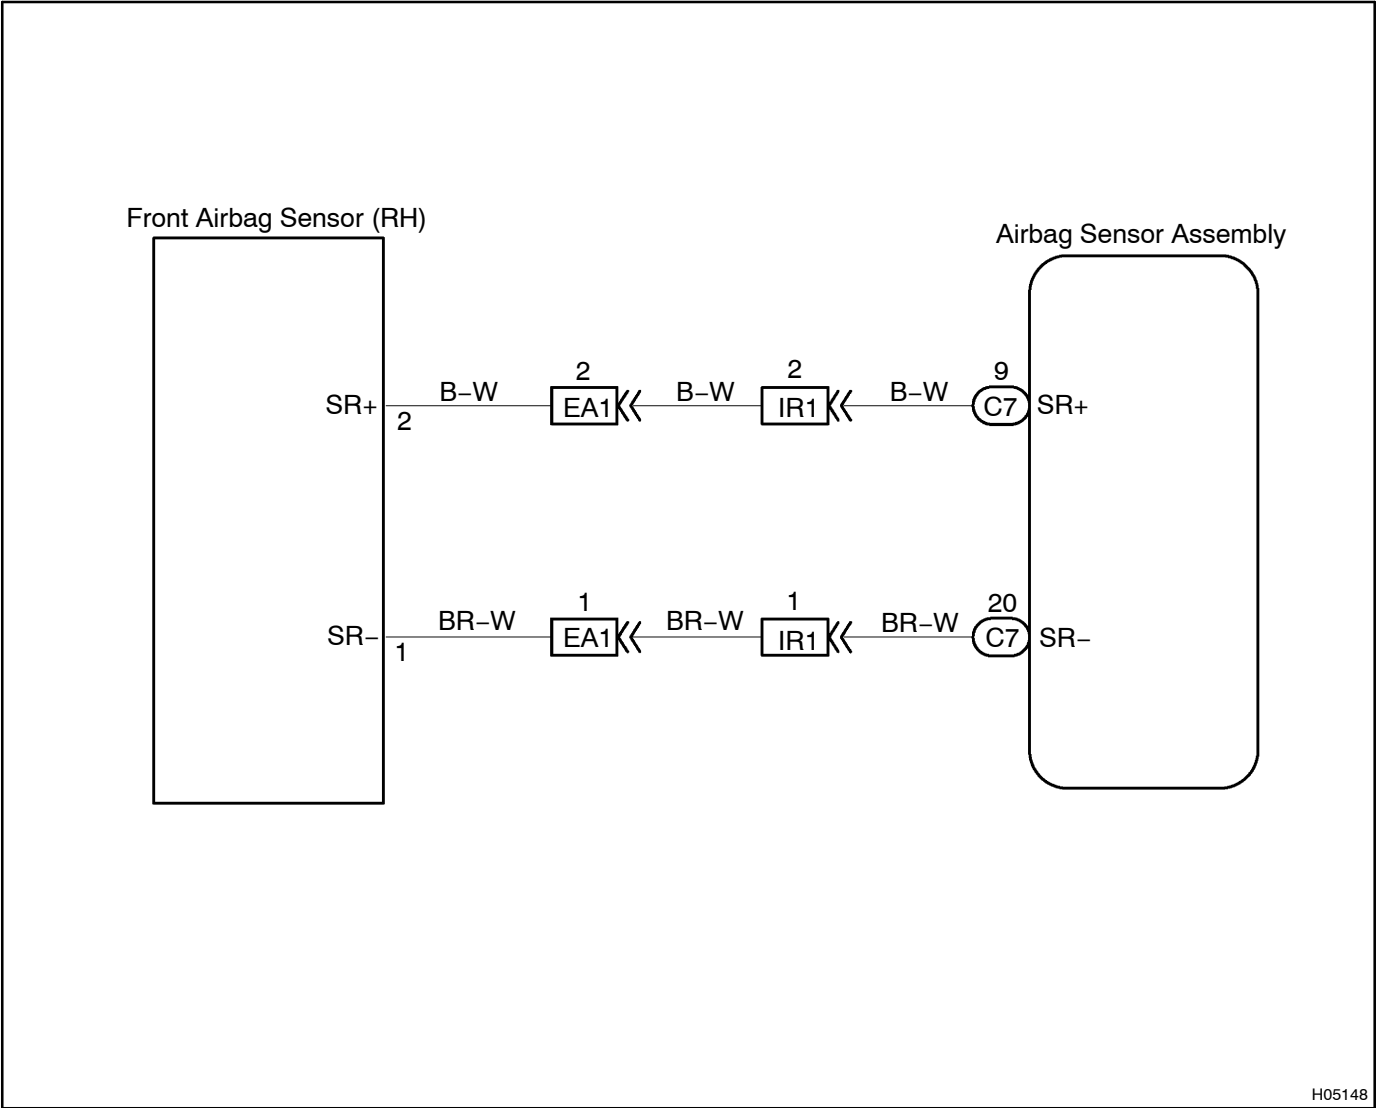 Front Airbag Sensor (RH)
Airbag Sensor Assembly
2 2 9
B−W B−W B−W
SR+ EA1 IR1 C7 SR+
2
1 1 20
BR−W BR−W BR−W
SR− EA1 IR1 C7 SR−
1
H05148